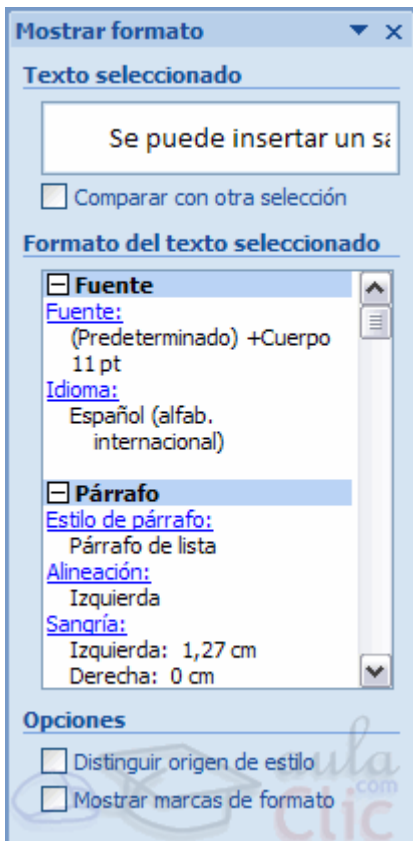 Mostrar formato
Texto seleccionado
Se puede insertar un sa
Comparar con otra selección
Formato del texto seleccionado
Fuente
Fuente:
(Predeterminado) +Cuerpo
11 pt
Idioma:
Español (alfab.
internacional)
Párrafo
Estilo de párrafo:
Párrafo de lista
Alineación:
Izquierda
Sangría:
Izquierda: 1,27 cm
Derecha: 0 cm
Opciones
Distinguir origen de estilo
Mostrar marcas de formato
aula
.com
Clic